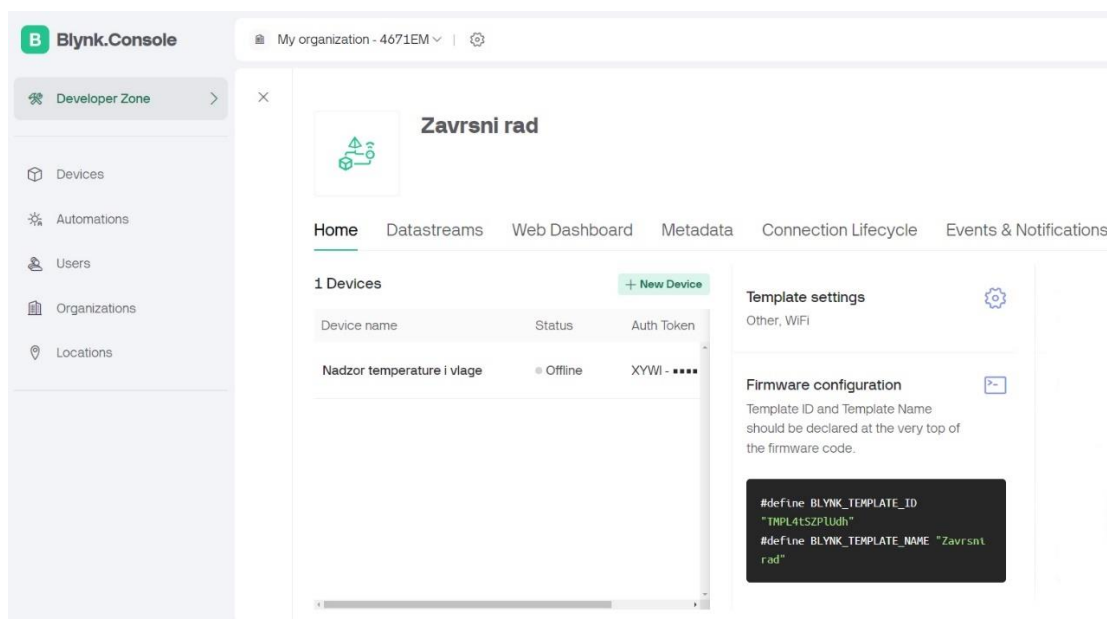 B Blynk.Console
My organization - 4671EM
Developer Zone
Devices
Automations
Users
Organizations
Locations
Zavrsni rad
Home Datastreams Web Dashboard Metadata Connection Lifecycle Events & Notifications
1 Devices
+ New Device
Device name Status Auth Token
Nadzor temperature i vlage Offline XYWI - ▪▪▪▪
Template settings
Other, WiFi
Firmware configuration
Template ID and Template Name
should be declared at the very top of
the firmware code.
#define BLYNK_TEMPLATE_ID
"TMPL4tSZPlUdh"
#define BLYNK_TEMPLATE_NAME "Zavrsni
rad"